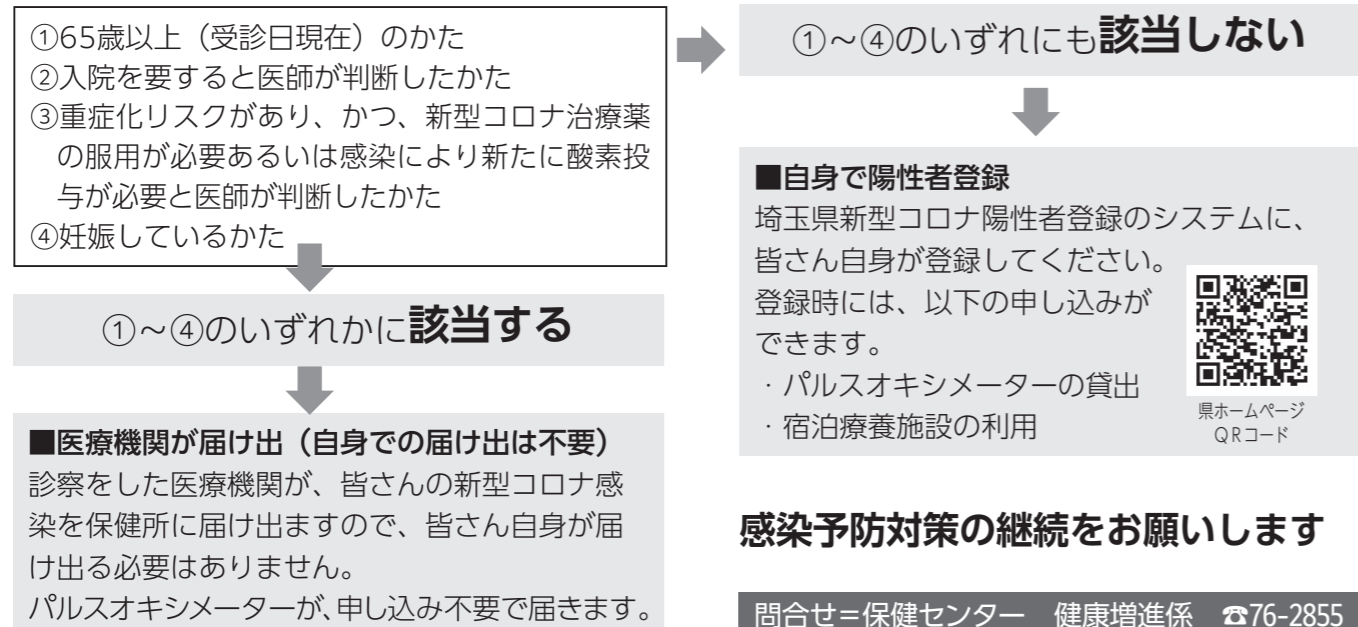 ①65歳以上（受診日現在）のかた
②入院を要すると医師が判断したかた
③重症化リスクがあり、かつ、新型コロナ治療薬
の服用が必要あるいは感染により新たに酸素投
与が必要と医師が判断したかた
④妊娠しているかた
①～④のいずれかに該当する
■医療機関が届け出（自身での届け出は不要）
診察をした医療機関が、皆さんの新型コロナ感
染を保健所に届け出ますので、皆さん自身が届
け出る必要はありません。
パルスオキシメーターが、申し込み不要で届きます。
①～④のいずれにも該当しない
■自身で陽性者登録
埼玉県新型コロナ陽性者登録のシステムに、
皆さん自身が登録してください。
登録時には、以下の申し込みが
できます。
・パルスオキシメーターの貸出
・宿泊療養施設の利用
県ホームページ
QRコード
感染予防対策の継続をお願いします
問合せ＝保健センター　健康増進係　☎76-2855